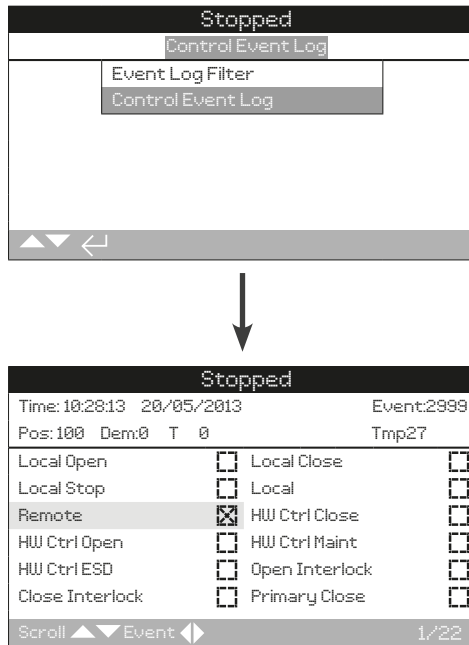 Stopped
Control Event Log
Event Log Filter
Control Event Log
Stopped
Time: 10:28:13 20/05/2013 Event:2999
Pos:100 Dem:0 T 0 Tmp27
Local Open Local Close
Local Stop Local
Remote HW Ctrl Close
HW Ctrl Open HW Ctrl Maint
HW Ctrl ESD Open Interlock
Close Interlock Primary Close
Scroll Event 1/22